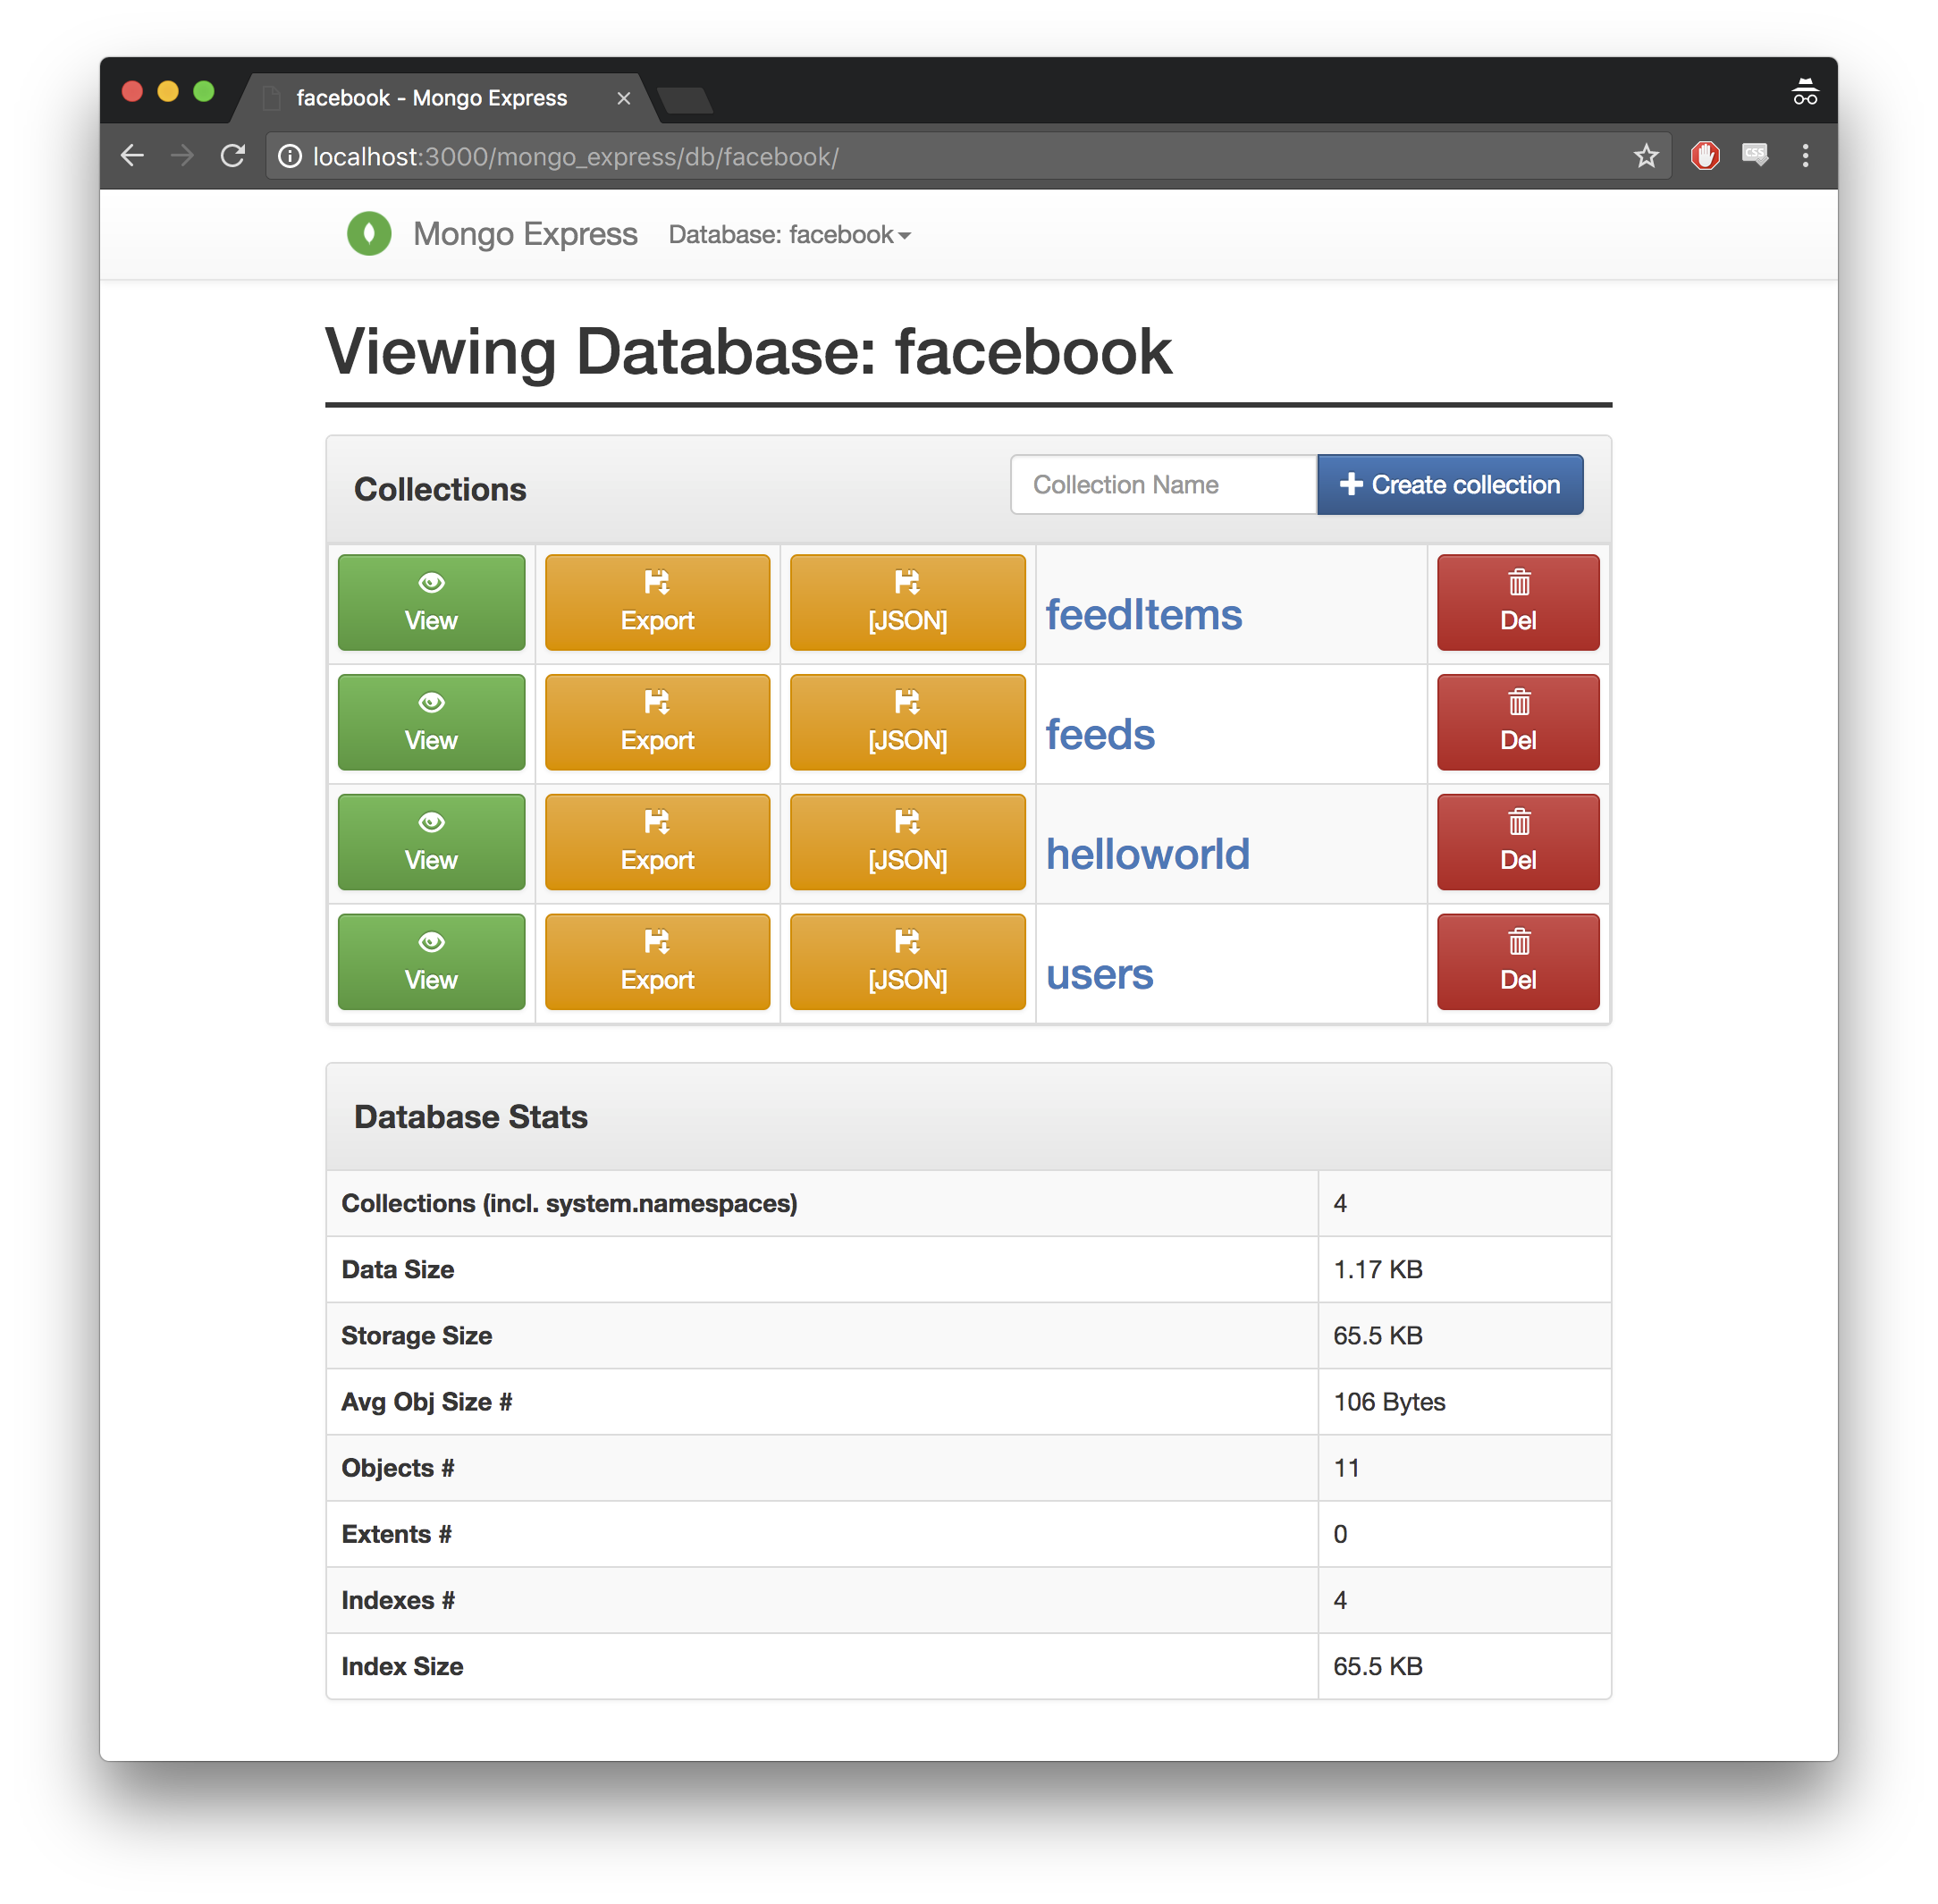 facebook - Mongo Express
localhost:3000/mongo_express/db/facebook/
CSS
Mongo Express Database: facebook
Viewing Database: facebook
Collections Collection Name Create collection
View Export [JSON] feedItems Del
View Export [JSON] feeds Del
View Export [JSON] helloworld Del
View Export [JSON] users Del
Database Stats
Collections (incl. system.namespaces) 4
Data Size 1.17 KB
Storage Size 65.5 KB
Avg Obj Size # 106 Bytes
Objects # 11
Extents # 0
Indexes # 4
Index Size 65.5 KB